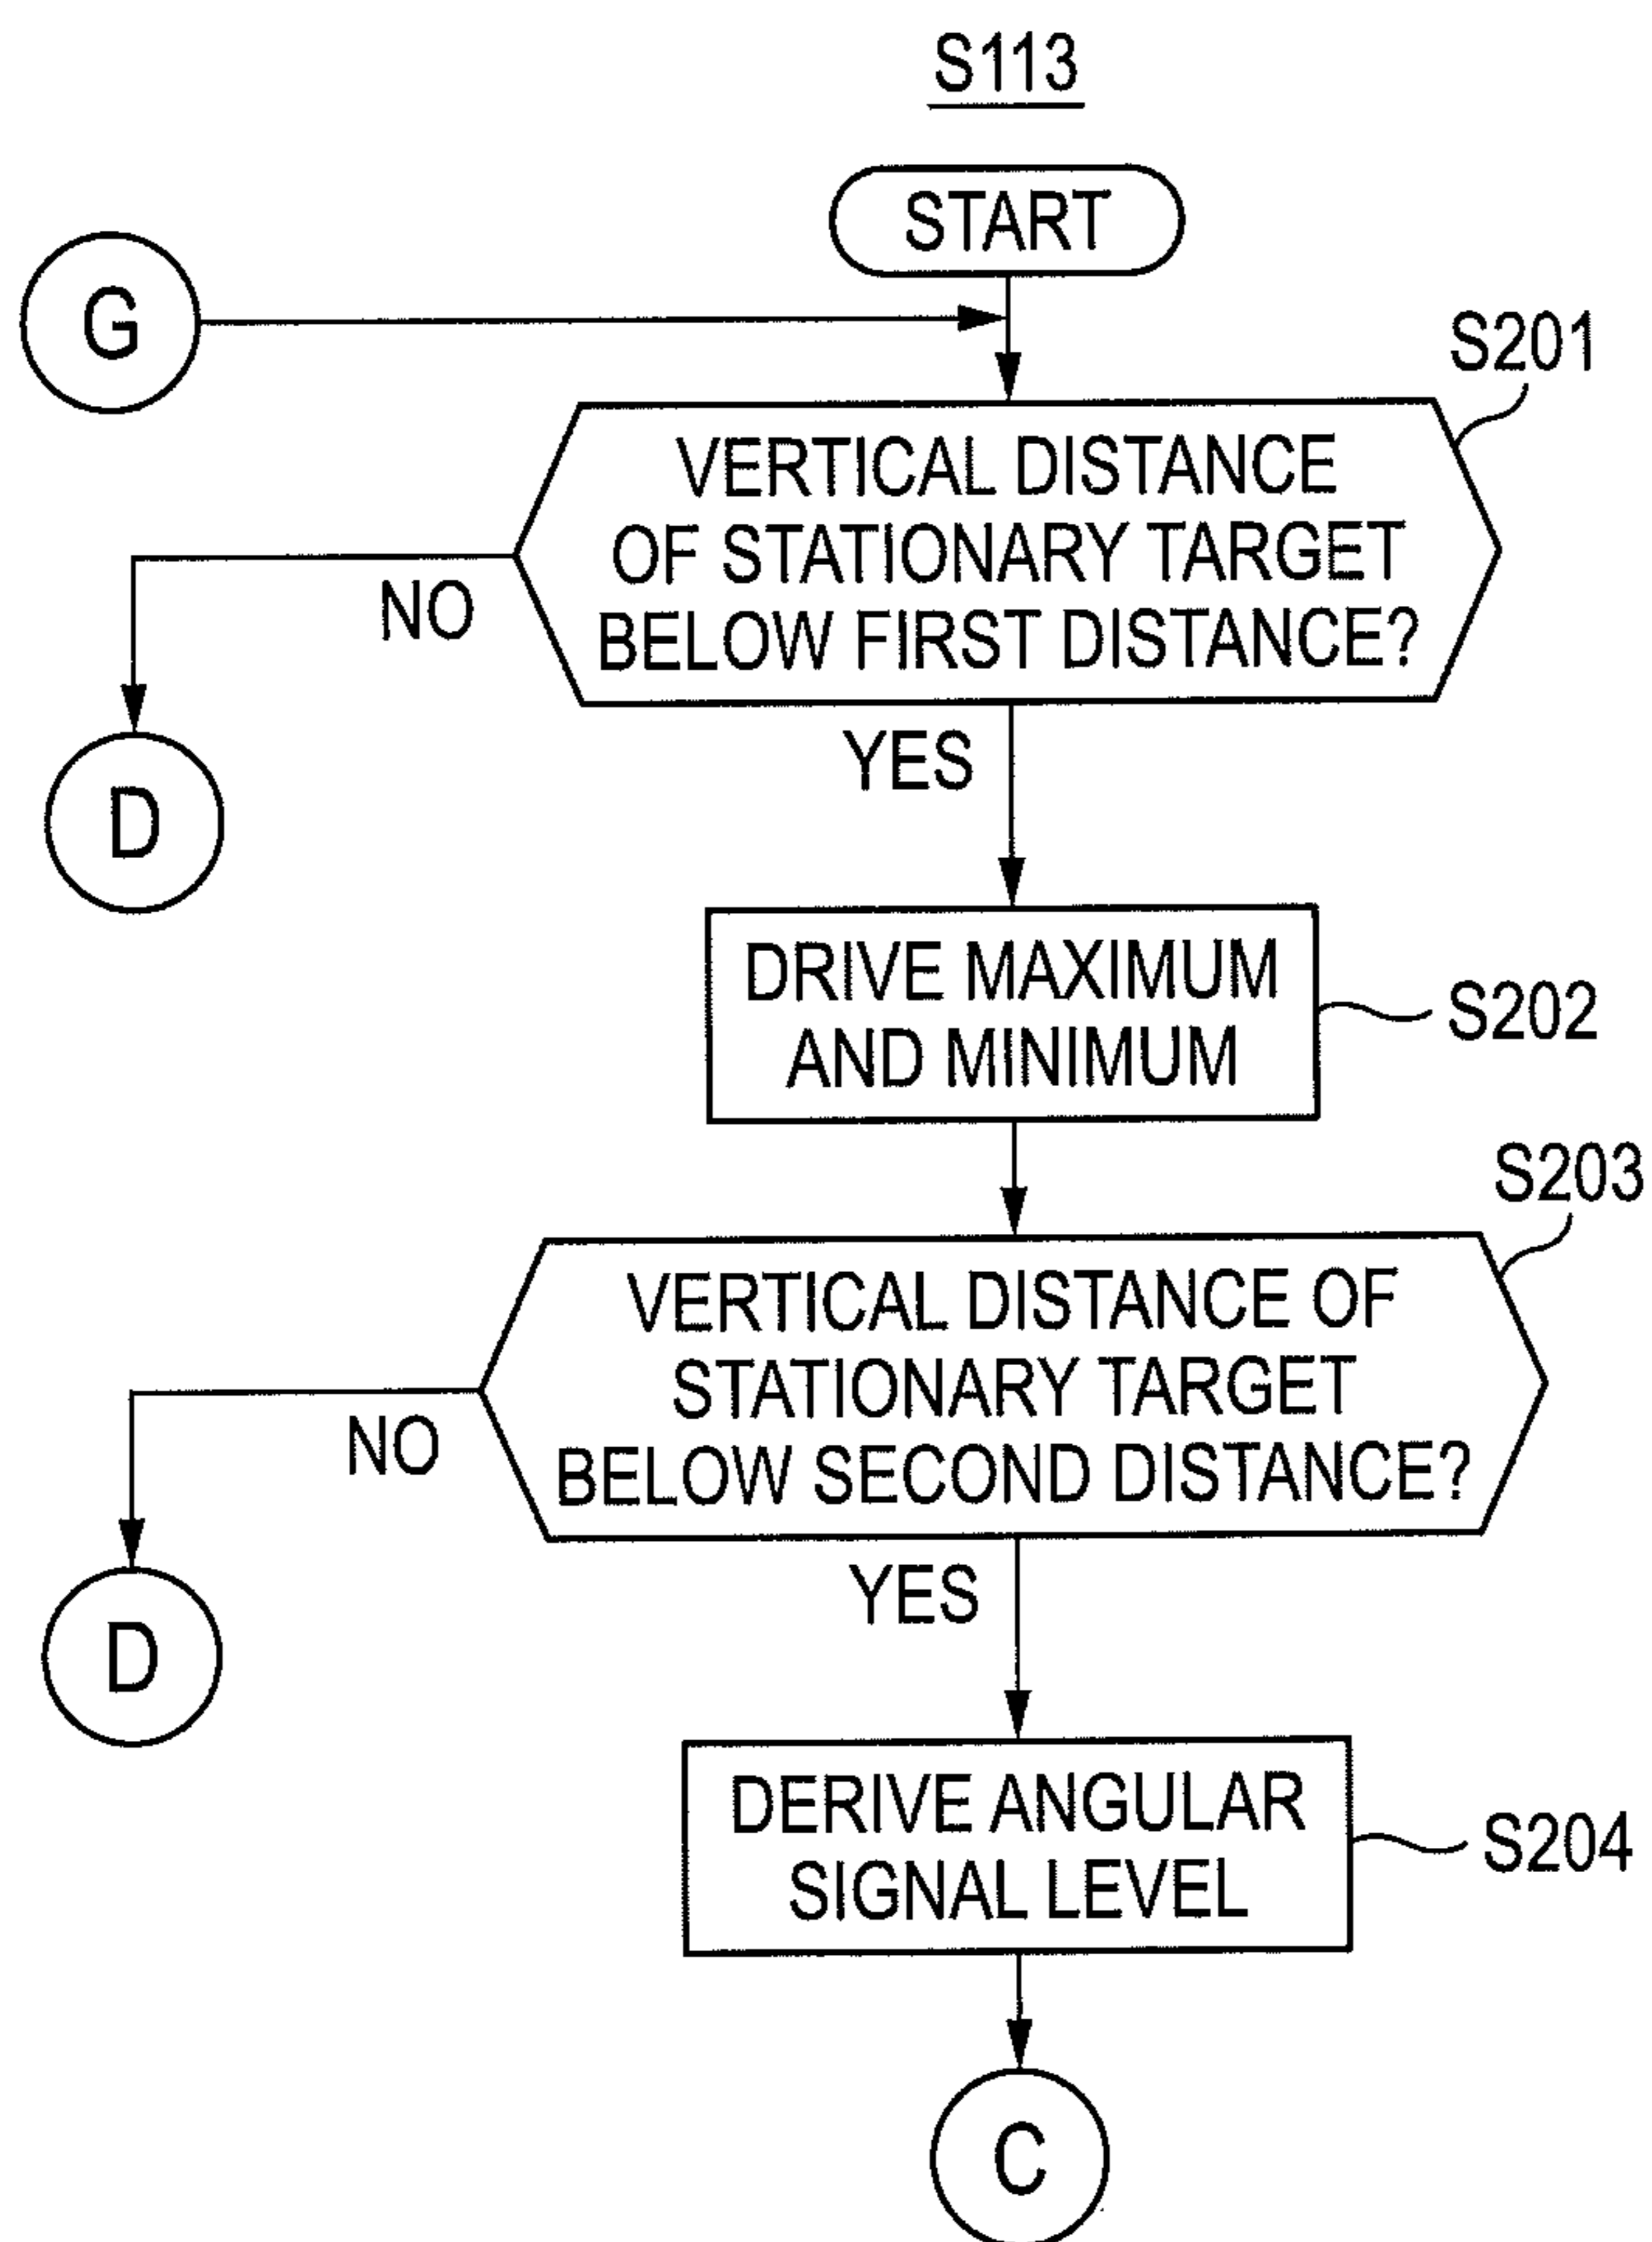 S113
START
G
S201
VERTICAL DISTANCE
OF STATIONARY TARGET
BELOW FIRST DISTANCE?
NO
YES
D
DRIVE MAXIMUM
AND MINIMUM
S202
S203
VERTICAL DISTANCE OF
STATIONARY TARGET
BELOW SECOND DISTANCE?
NO
YES
D
DERIVE ANGULAR
SIGNAL LEVEL
S204
C